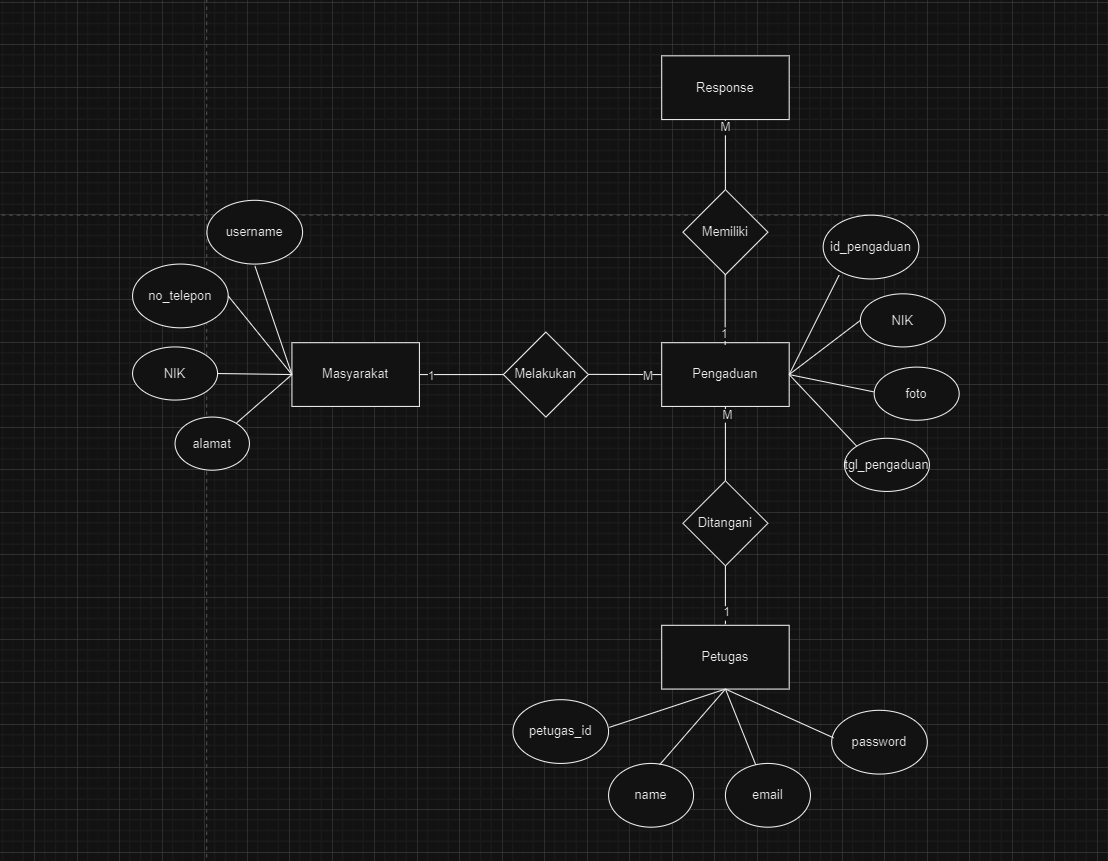 Response
M
Memiliki
1
username
no_telepon
NIK
alamat
Masyarakat
1
Melakukan
M
Pengaduan
id_pengaduan
NIK
foto
tgl_pengaduan
M
Ditangani
1
Petugas
petugas_id
name
email
password